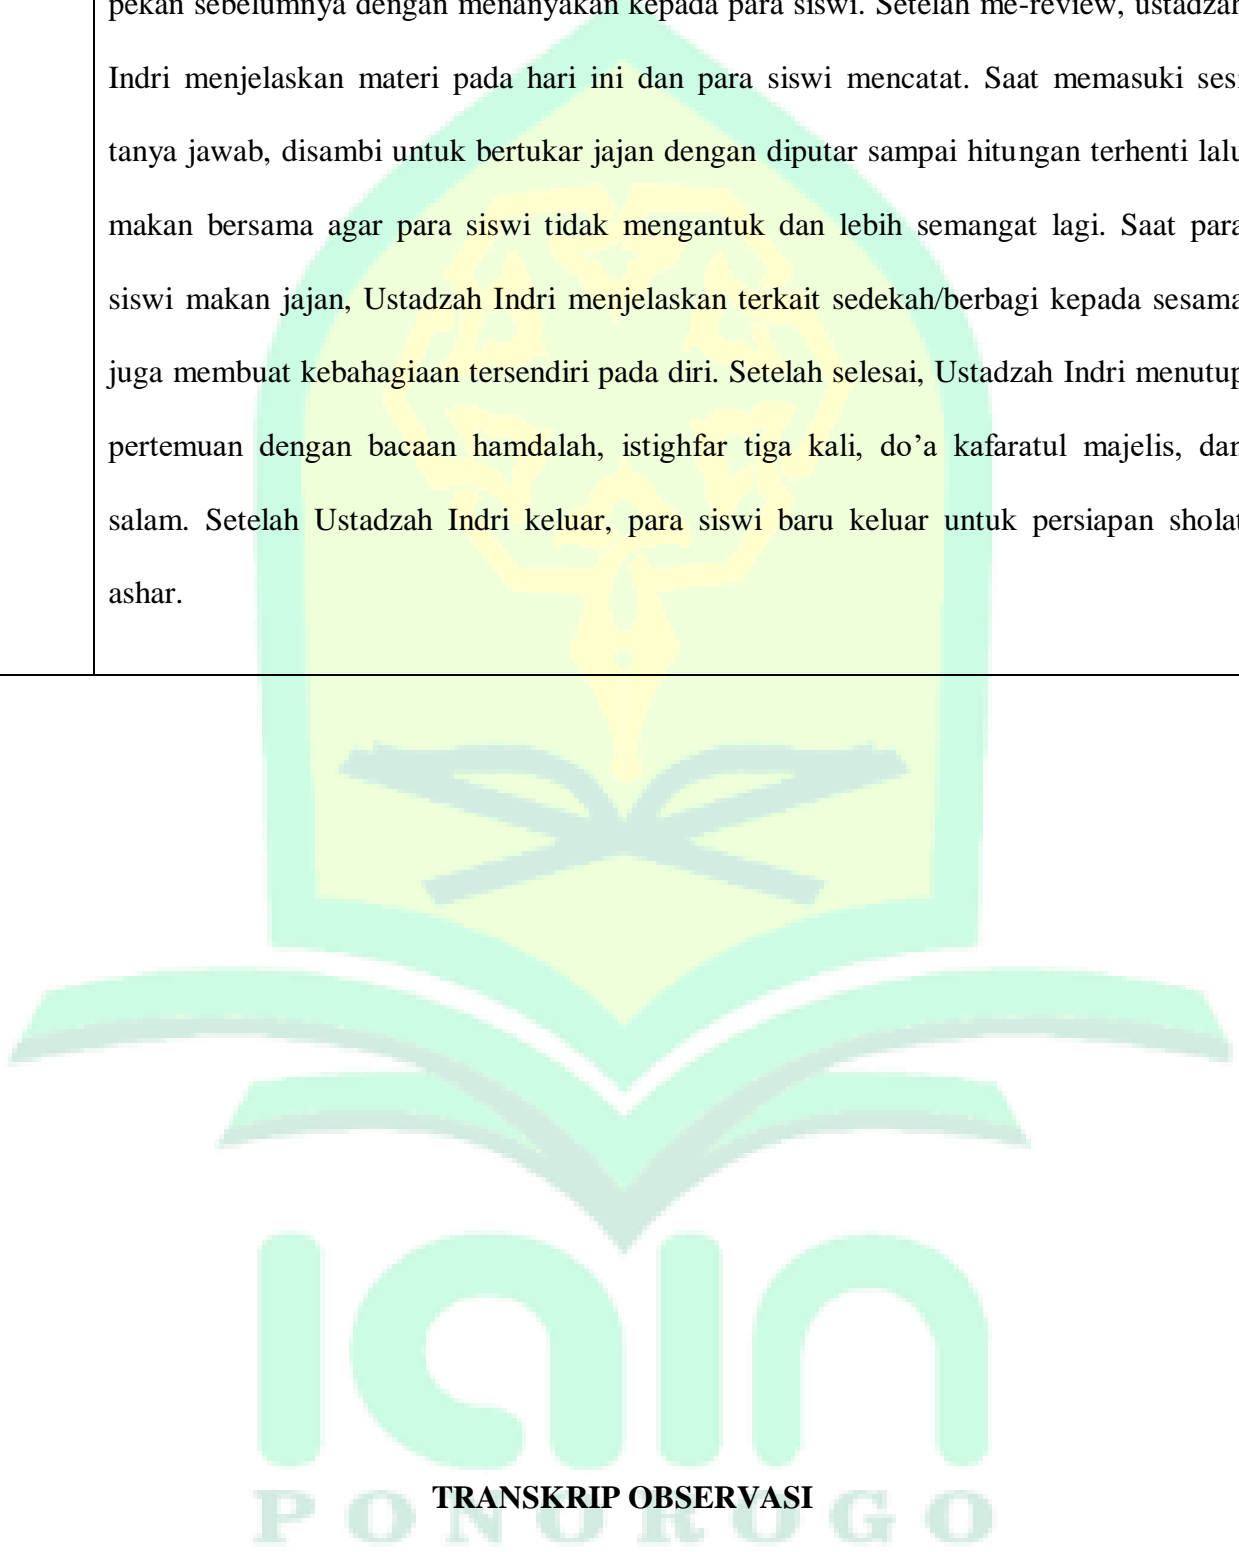 pekan sebelumnya dengan menanyakan kepada para siswi. Setelah me-review, ustadzah
Indri menjelaskan materi pada hari ini dan para siswi mencatat. Saat memasuki sesi
tanya jawab, disambi untuk bertukar jajan dengan diputar sampai hitungan terhenti lalu
makan bersama agar para siswi tidak mengantuk dan lebih semangat lagi. Saat para
siswi makan jajan, Ustadzah Indri menjelaskan terkait sedekah/berbagi kepada sesama
juga membuat kebahagiaan tersendiri pada diri. Setelah selesai, Ustadzah Indri menutup
pertemuan dengan bacaan hamdalah, istighfar tiga kali, do’a kafaratul majelis, dan
salam. Setelah Ustadzah Indri keluar, para siswi baru keluar untuk persiapan sholat
ashar.
iain
TRANSKRIP OBSERVASI
PONOROGO